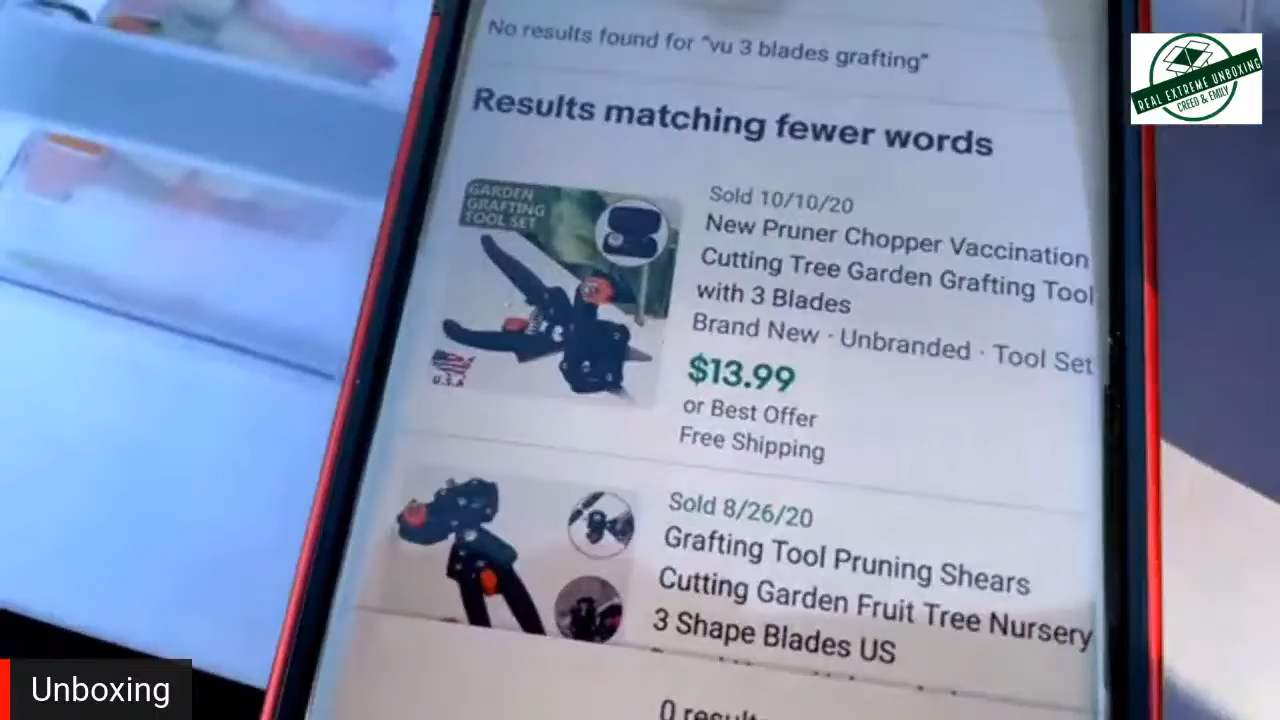 No results found for "vu 3 blades grafting"
Results matching fewer words
GARDEN
GRAFTING
TOOL SET
U.S.A
Sold 10/10/20
New Pruner Chopper Vaccination
Cutting Tree Garden Grafting Tool
with 3 Blades
Brand New · Unbranded · Tool Set
$13.99
or Best Offer
Free Shipping
Sold 8/26/20
Grafting Tool Pruning Shears
Cutting Garden Fruit Tree Nursery
3 Shape Blades US
REAL EXTREME UNBOXING
CREED & EMILY
Unboxing